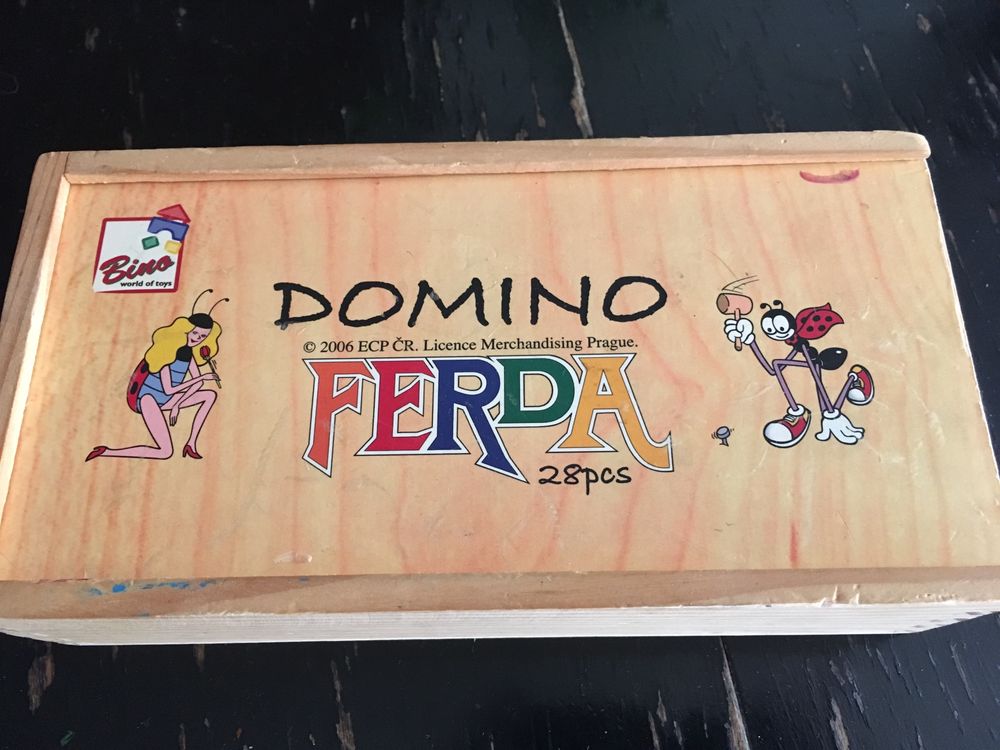 Bino
world of toys
DOMINO
© 2006 ECP ČR. Licence Merchandising Prague.
FERDA
28pcs